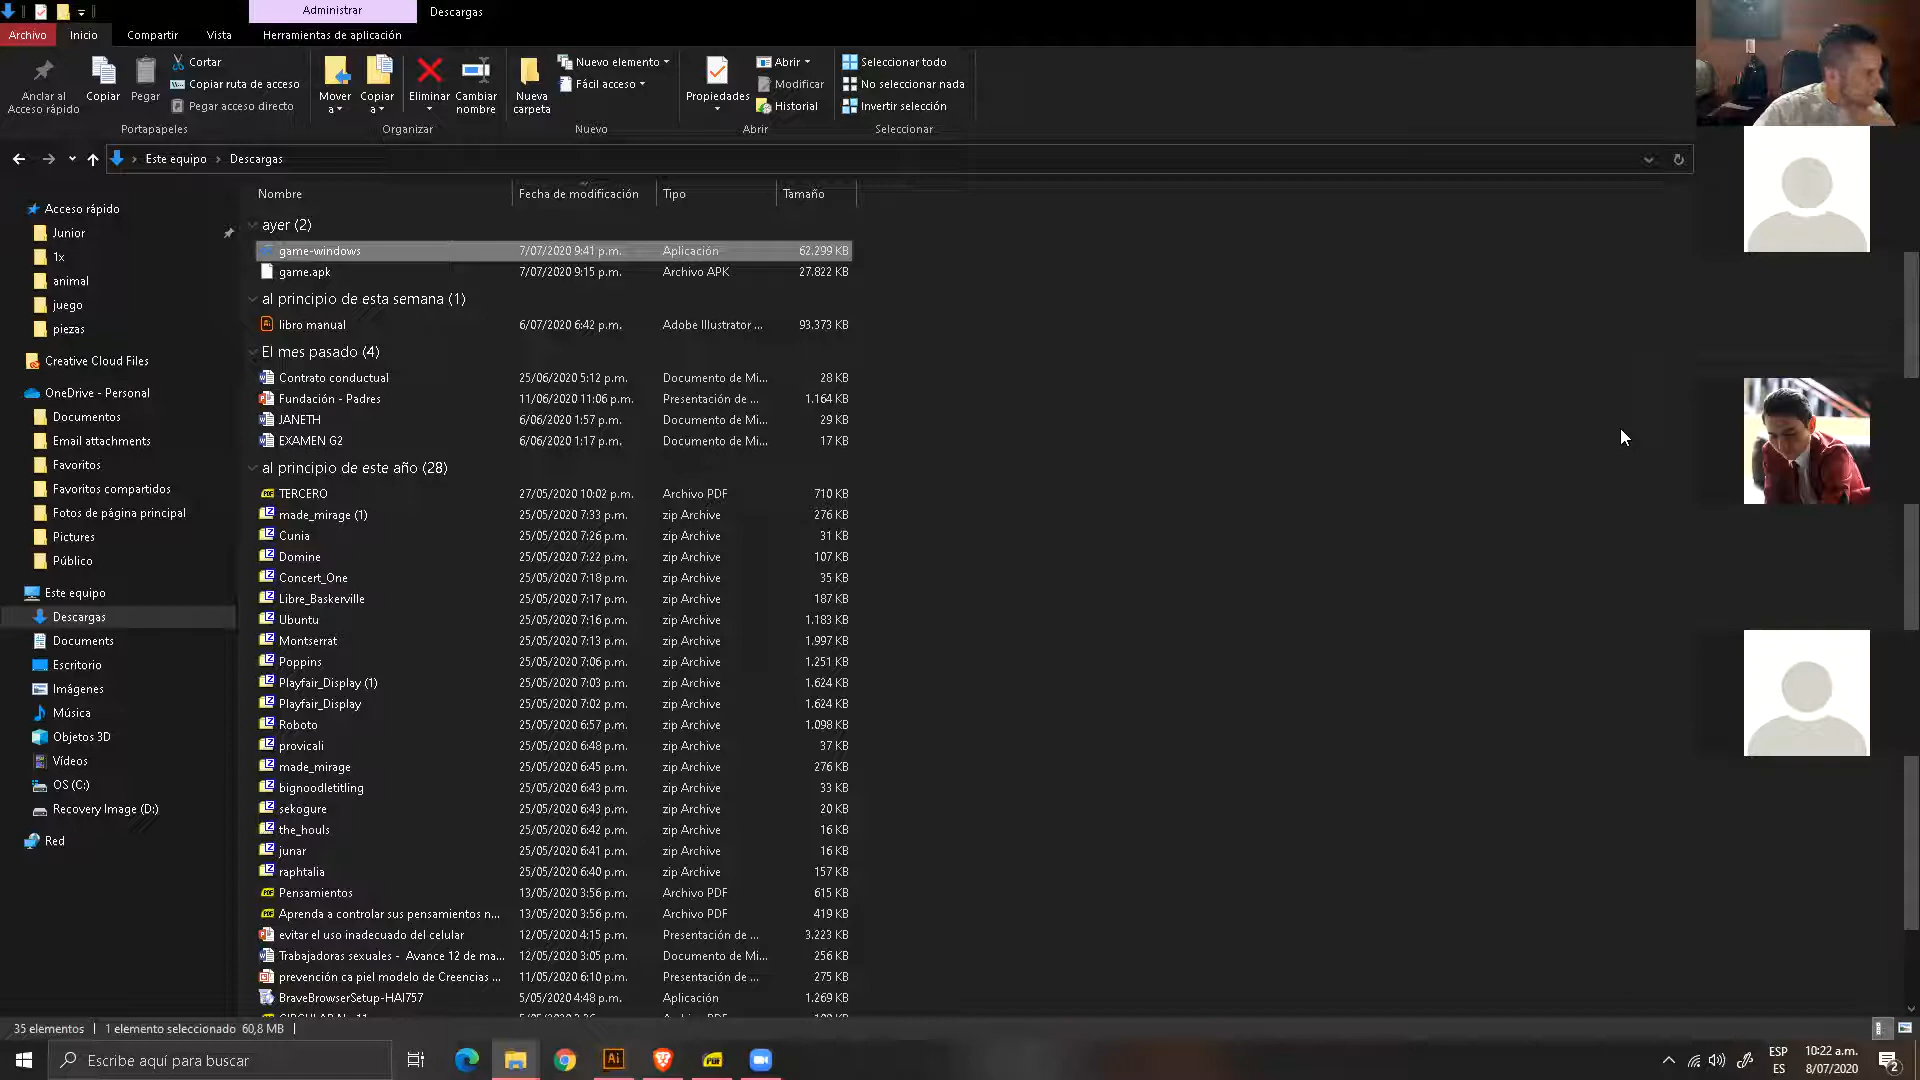 Administrar
Descargas
Archivo
Inicio
Compartir
Vista
Herramientas de aplicación
Anclar al
Acceso rápido
Copiar
Pegar
Cortar
Copiar ruta de acceso
Pegar acceso directo
Portapapeles
Mover
a
Copiar
a
Eliminar
Cambiar
nombre
Organizar
Nueva
carpeta
Nuevo elemento
Fácil acceso
Nuevo
Propiedades
Abrir
Modificar
Historial
Abrir
Seleccionar todo
No seleccionar nada
Invertir selección
Seleccionar
Este equipo
Descargas
Acceso rápido
Junior
1x
animal
juego
piezas
Creative Cloud Files
OneDrive - Personal
Documentos
Email attachments
Favoritos
Favoritos compartidos
Fotos de página principal
Pictures
Público
Este equipo
Descargas
Documents
Escritorio
Imágenes
Música
Objetos 3D
Vídeos
OS (C:)
Recovery Image (D:)
Red
Nombre Fecha de modificación Tipo Tamaño
ayer (2)
game-windows 7/07/2020 9:41 p.m. Aplicación 62.299 KB
game.apk 7/07/2020 9:15 p.m. Archivo APK 27.822 KB
al principio de esta semana (1)
libro manual 6/07/2020 6:42 p.m. Adobe Illustrator ... 93.373 KB
El mes pasado (4)
Contrato conductual 25/06/2020 5:12 p.m. Documento de Mi... 28 KB
Fundación - Padres 11/06/2020 11:06 p.m. Presentación de ... 1.164 KB
JANETH 6/06/2020 1:57 p.m. Documento de Mi... 29 KB
EXAMEN G2 6/06/2020 1:17 p.m. Documento de Mi... 17 KB
al principio de este año (28)
TERCERO 27/05/2020 10:02 p.m. Archivo PDF 710 KB
made_mirage (1) 25/05/2020 7:33 p.m. zip Archive 276 KB
Cunia 25/05/2020 7:26 p.m. zip Archive 31 KB
Domine 25/05/2020 7:22 p.m. zip Archive 107 KB
Concert_One 25/05/2020 7:18 p.m. zip Archive 35 KB
Libre_Baskerville 25/05/2020 7:17 p.m. zip Archive 187 KB
Ubuntu 25/05/2020 7:16 p.m. zip Archive 1.183 KB
Montserrat 25/05/2020 7:13 p.m. zip Archive 1.997 KB
Poppins 25/05/2020 7:06 p.m. zip Archive 1.251 KB
Playfair_Display (1) 25/05/2020 7:03 p.m. zip Archive 1.624 KB
Playfair_Display 25/05/2020 7:02 p.m. zip Archive 1.624 KB
Roboto 25/05/2020 6:57 p.m. zip Archive 1.098 KB
provicali 25/05/2020 6:48 p.m. zip Archive 37 KB
made_mirage 25/05/2020 6:45 p.m. zip Archive 276 KB
bignoodletitling 25/05/2020 6:43 p.m. zip Archive 33 KB
sekogure 25/05/2020 6:43 p.m. zip Archive 20 KB
the_houls 25/05/2020 6:42 p.m. zip Archive 16 KB
junar 25/05/2020 6:41 p.m. zip Archive 16 KB
raphtalia 25/05/2020 6:40 p.m. zip Archive 157 KB
Pensamientos 13/05/2020 3:56 p.m. Archivo PDF 615 KB
Aprenda a controlar sus pensamientos n... 13/05/2020 3:56 p.m. Archivo PDF 419 KB
evitar el uso inadecuado del celular 12/05/2020 4:15 p.m. Presentación de ... 3.223 KB
Trabajadoras sexuales - Avance 12 de ma... 12/05/2020 3:05 p.m. Documento de Mi... 256 KB
prevención ca piel modelo de Creencias ... 11/05/2020 6:10 p.m. Presentación de ... 275 KB
BraveBrowserSetup-HAI757 5/05/2020 4:48 p.m. Aplicación 1.269 KB
35 elementos
1 elemento seleccionado 60,8 MB
Escribe aquí para buscar
Ai
PDF
ESP
ES
10:22 a.m.
8/07/2020
2